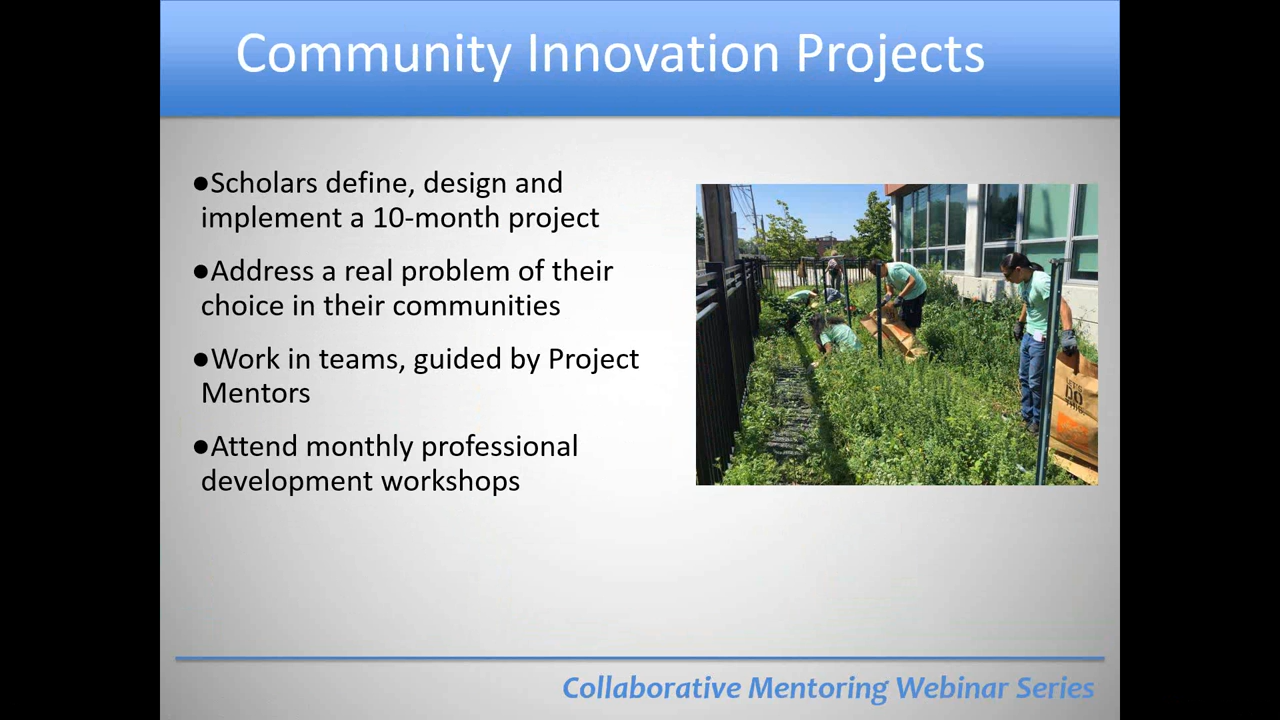 Community Innovation Projects
●Scholars define, design and
implement a 10-month project
●Address a real problem of their
choice in their communities
●Work in teams, guided by Project
Mentors
●Attend monthly professional
development workshops
Collaborative Mentoring Webinar Series